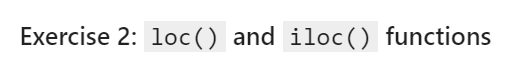 Exercise 2: loc() and iloc() functions